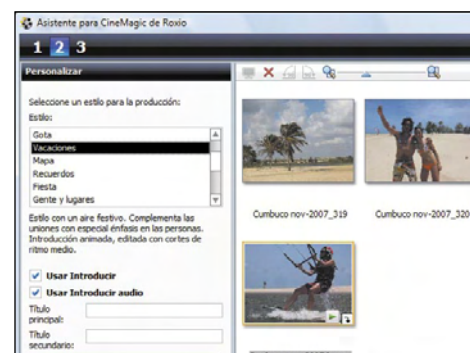 Asistente para CineMagic de Roxio
1 2 3
Personalizar
Seleccione un estilo para la producción:
Estilo:
Gota
Vacaciones
Mapa
Recuerdos
Fiesta
Gente y lugares
Estilo con un aire festivo. Complementa las
uniones con especial énfasis en las personas.
Introducción animada, editada con cortes de
ritmo medio.
Usar Introducir
Usar Introducir audio
Título
principal:
Título
secundario:
Cumbuco nov-2007_319
Cumbuco nov-2007_320